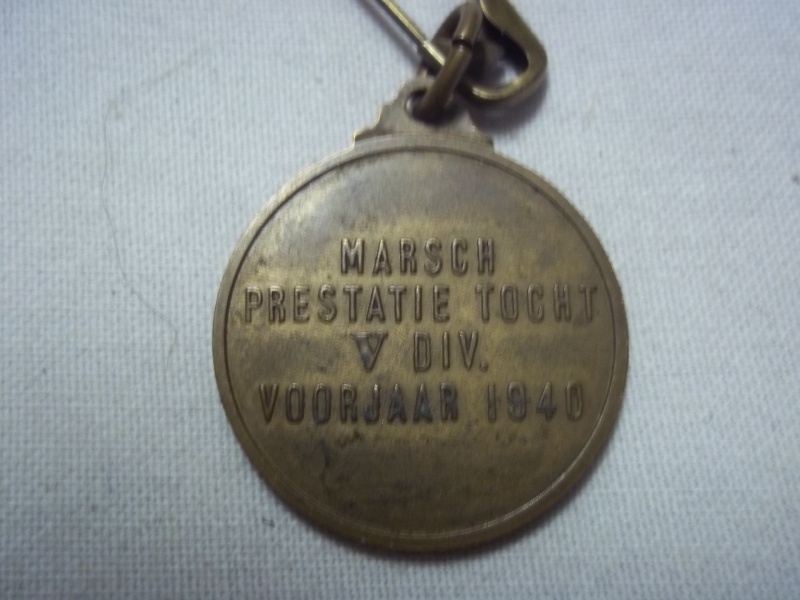 MARSCH
PRESTATIE TOCHT
V DIV.
VOORJAAR 1940